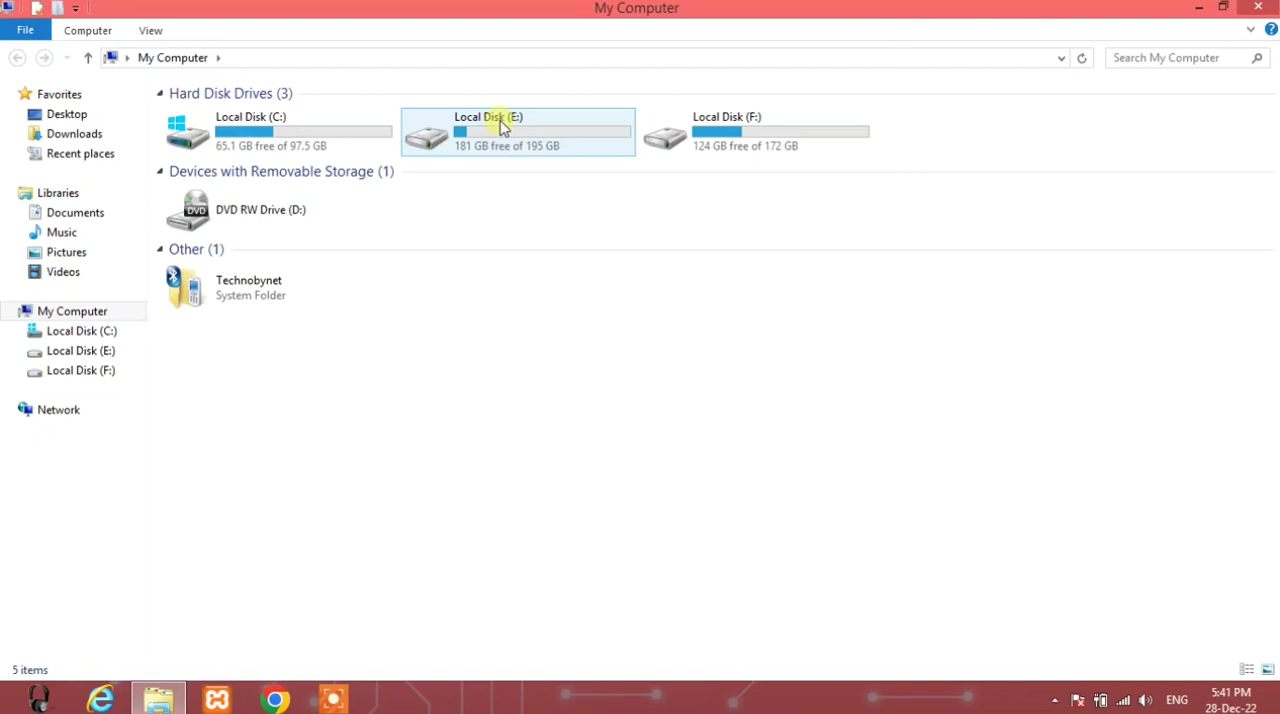 My Computer
File
Computer
View
My Computer
Search My Computer
Favorites
Desktop
Downloads
Recent places
Libraries
Documents
Music
Pictures
Videos
My Computer
Local Disk (C:)
Local Disk (E:)
Local Disk (F:)
Network
Hard Disk Drives (3)
Local Disk (C:)
65.1 GB free of 97.5 GB
Local Disk (E:)
181 GB free of 195 GB
Local Disk (F:)
124 GB free of 172 GB
Devices with Removable Storage (1)
DVD
DVD RW Drive (D:)
Other (1)
Technobynet
System Folder
5 items
ENG
5:41 PM
28-Dec-22